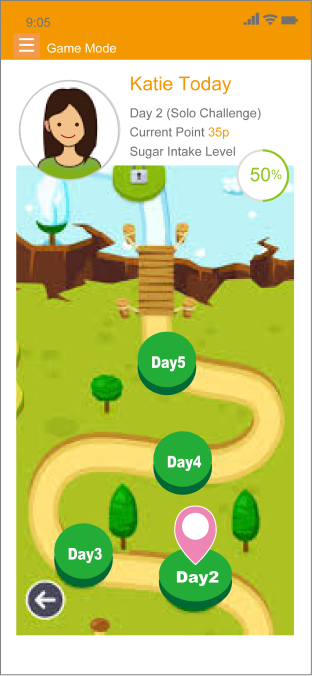 9:05
Game Mode
Katie Today
Day 2 (Solo Challenge)
Current Point 35p
Sugar Intake Level
50%
Day5
Day4
Day3
Day2